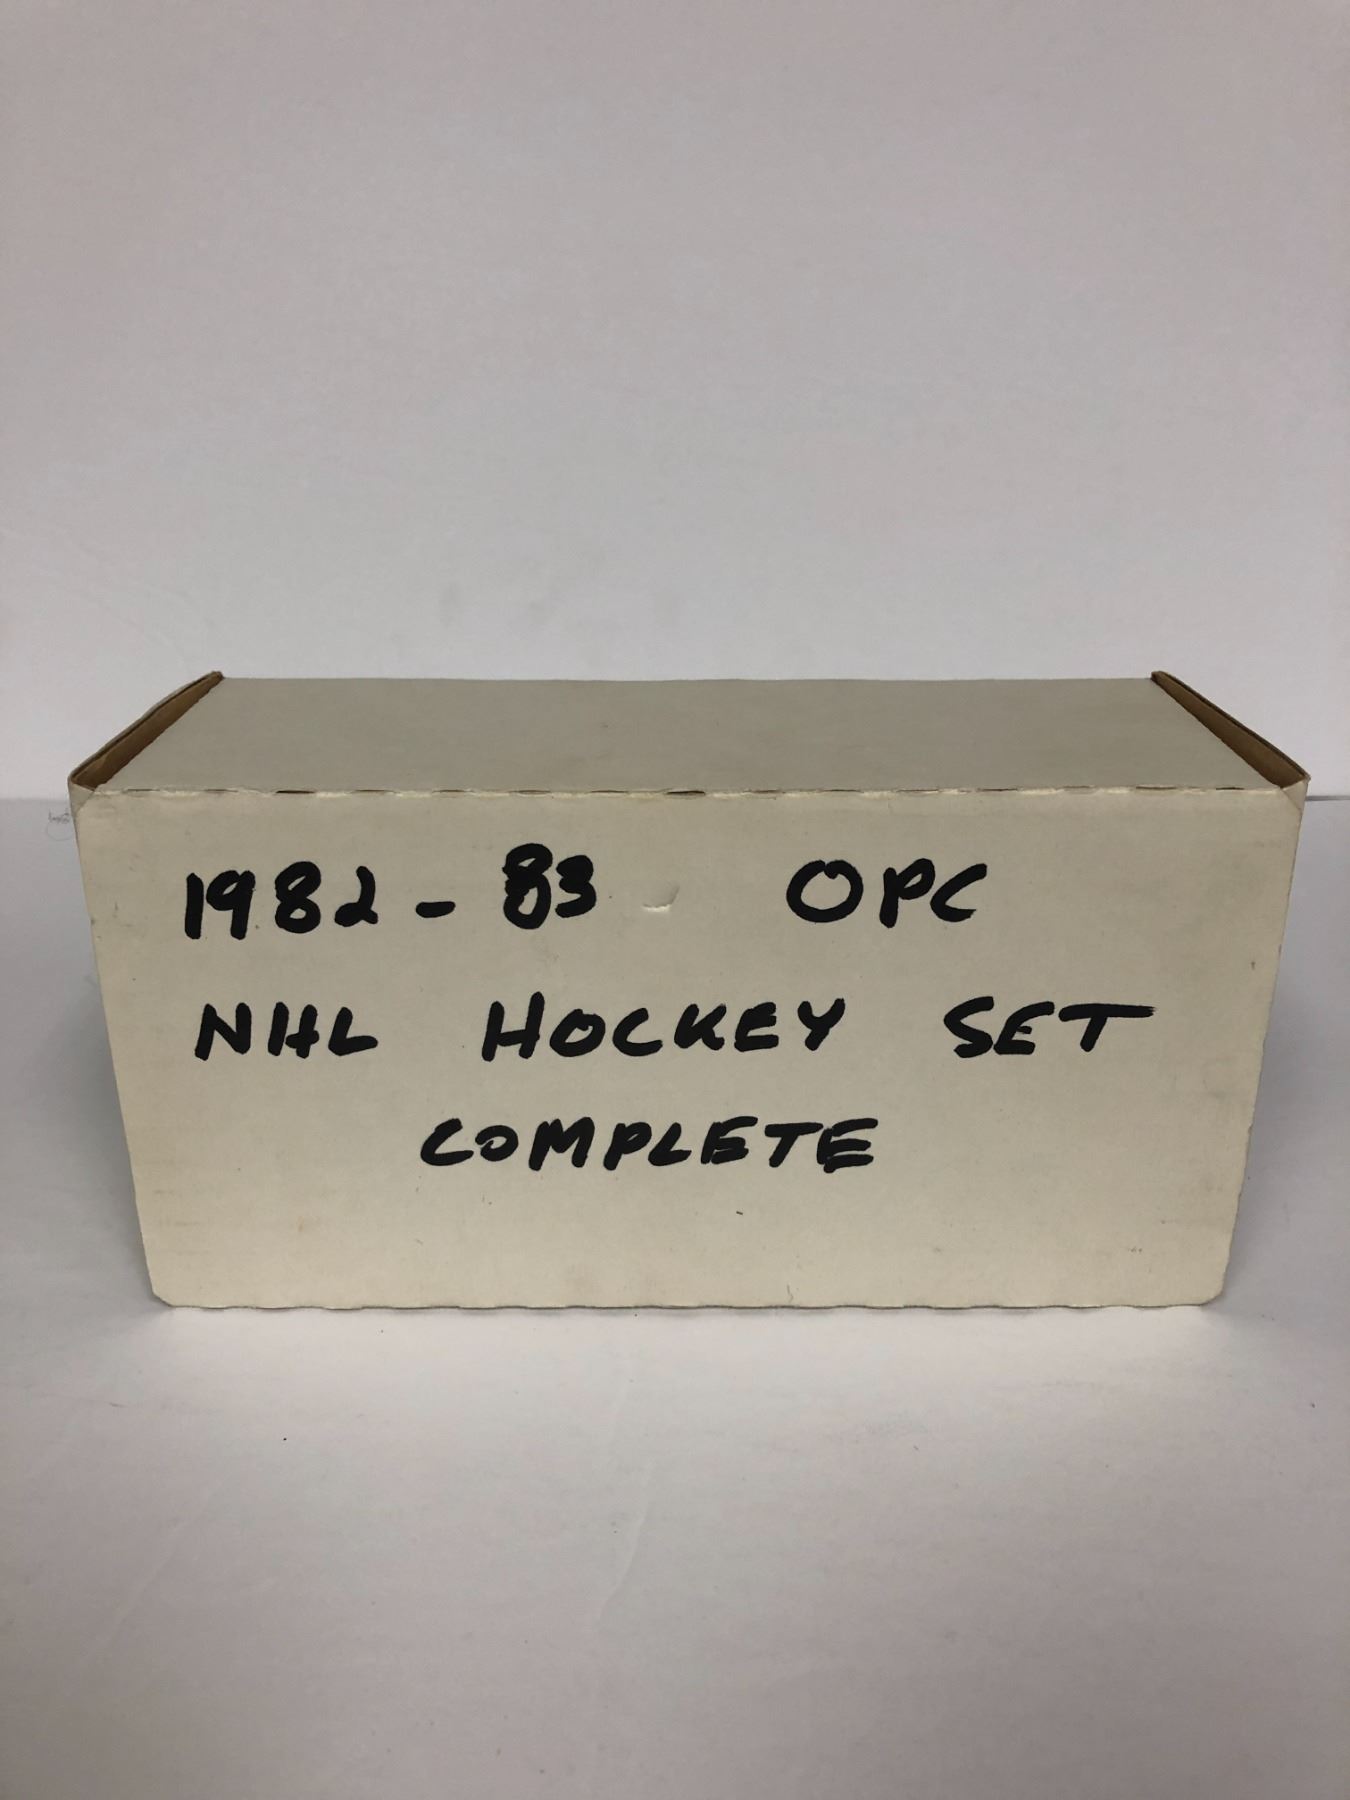 1982-83 OPC
NHL HOCKEY SET
COMPLETE